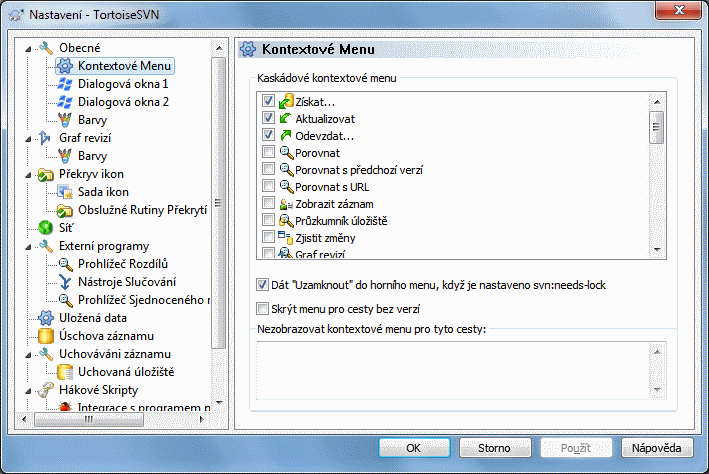 Nastavení - TortoiseSVN
Obecné
Kontextové Menu
Dialogová okna 1
Dialogová okna 2
Barvy
Graf revizí
Barvy
Překryv ikon
Sada ikon
Obslužné Rutiny Překrytí
Síť
Externí programy
Prohlížeč Rozdílů
Nástroje Slučování
Prohlížeč Sjednoceného r
Uložená data
Úschova záznamu
Uchováváni záznamu
Uchovaná úložiště
Hákové Skripty
Integrace s programem p
Kontextové Menu
Kaskádové kontextové menu
Získat...
Aktualizovat
Odevzdat...
Porovnat
Porovnat s předchozí verzí
Porovnat s URL
Zobrazit záznam
Průzkumník úložiště
Zjistit změny
Graf revizí
Dát "Uzamknout" do horního menu, když je nastaveno svn:needs-lock
Skrýt menu pro cesty bez verzí
Nezobrazovat kontextové menu pro tyto cesty:
OK
Storno
Použít
Nápověda